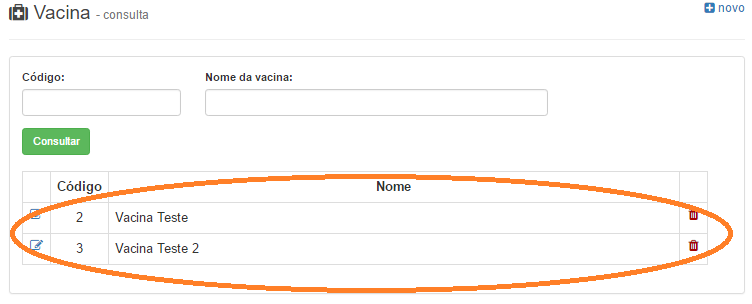 Vacina - consulta
novo
Código: Nome da vacina:
Consultar
Código Nome
2 Vacina Teste
3 Vacina Teste 2